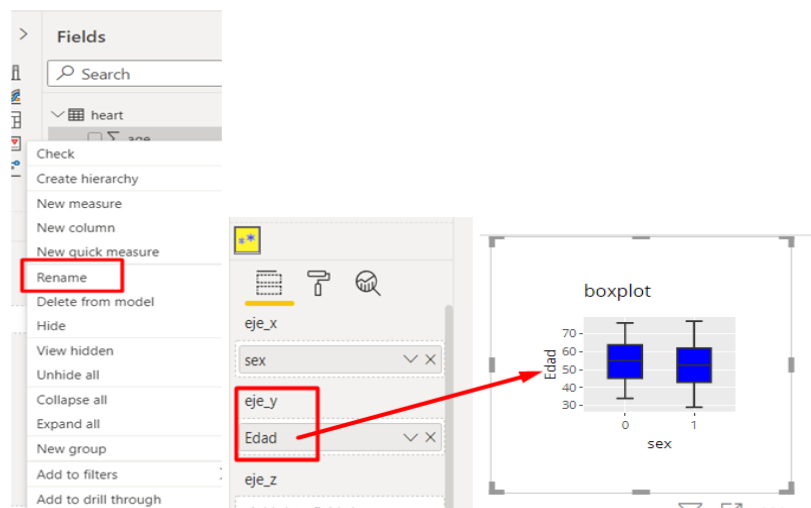 Fields
Search
heart
age
Check
Create hierarchy
New measure
New column
New quick measure
Rename
Delete from model
Hide
View hidden
Unhide all
Collapse all
Expand all
New group
Add to filters
Add to drill through
eje_x
sex
eje_y
Edad
eje_z
boxplot
Edad
70
60
50
40
30
0 1
sex